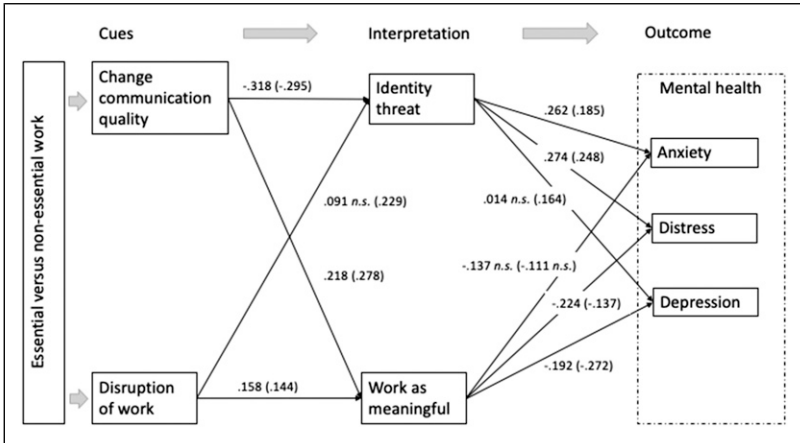 Cues
Interpretation
Outcome
Essential versus non-essential work
Change
communication
quality
-.318 (-.295)
Identity
threat
Mental health
.262 (.185)
Anxiety
.274 (.248)
.091 n.s. (.229)
.014 n.s. (.164)
Distress
.218 (.278)
-.137 n.s. (-.111 n.s.)
-.224 (-.137)
Depression
-.192 (-.272)
Disruption
of work
.158 (.144)
Work as
meaningful